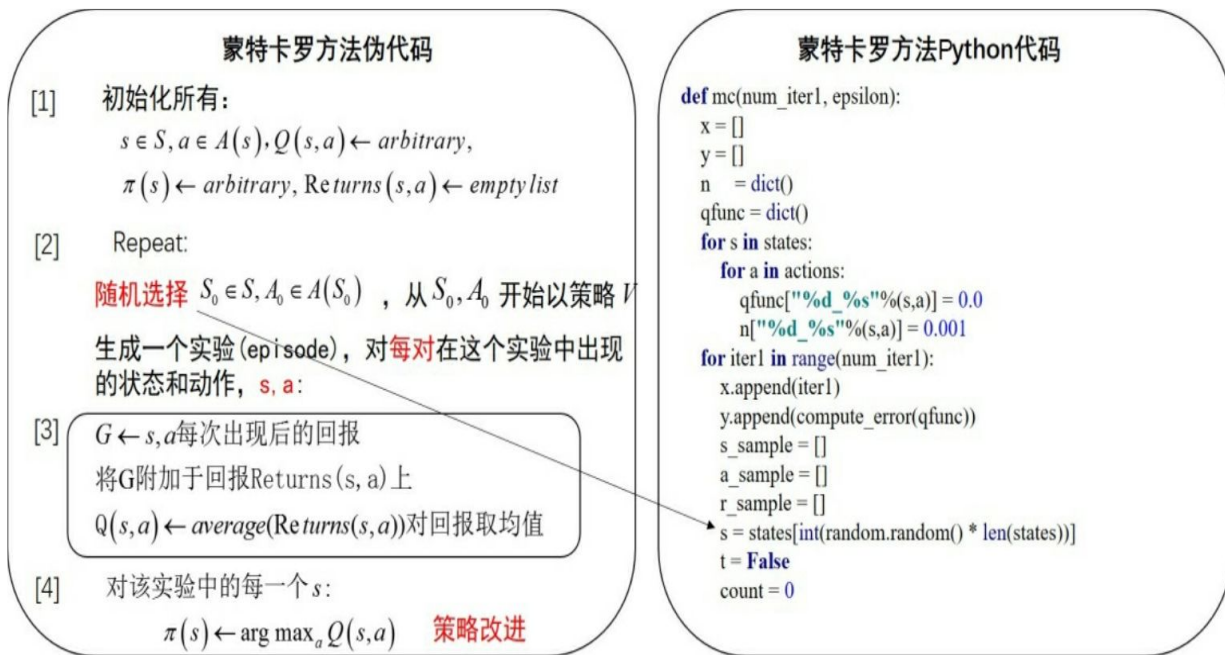 蒙特卡罗方法伪代码
[1] 初始化所有：
s ∈ S, a ∈ A(s), Q(s,a) ← arbitrary,
π(s) ← arbitrary, Returns(s,a) ← empty list
[2] Repeat:
随机选择 S₀ ∈ S, A₀ ∈ A(S₀) ，从 S₀, A₀ 开始以策略 V
生成一个实验(episode)，对每对在这个实验中出现
的状态和动作，s,a：
[3] G ← s,a每次出现后的回报
将G附加于回报Returns(s,a)上
Q(s,a) ← average(Returns(s,a))对回报取均值
[4] 对该实验中的每一个s：
π(s) ← arg maxₐ Q(s,a) 策略改进
蒙特卡罗方法Python代码
def mc(num_iter1, epsilon):
x = []
y = []
n = dict()
qfunc = dict()
for s in states:
for a in actions:
qfunc["%d_%s"%(s,a)] = 0.0
n["%d_%s"%(s,a)] = 0.001
for iter1 in range(num_iter1):
x.append(iter1)
y.append(compute_error(qfunc))
s_sample = []
a_sample = []
r_sample = []
s = states[int(random.random() * len(states))]
t = False
count = 0